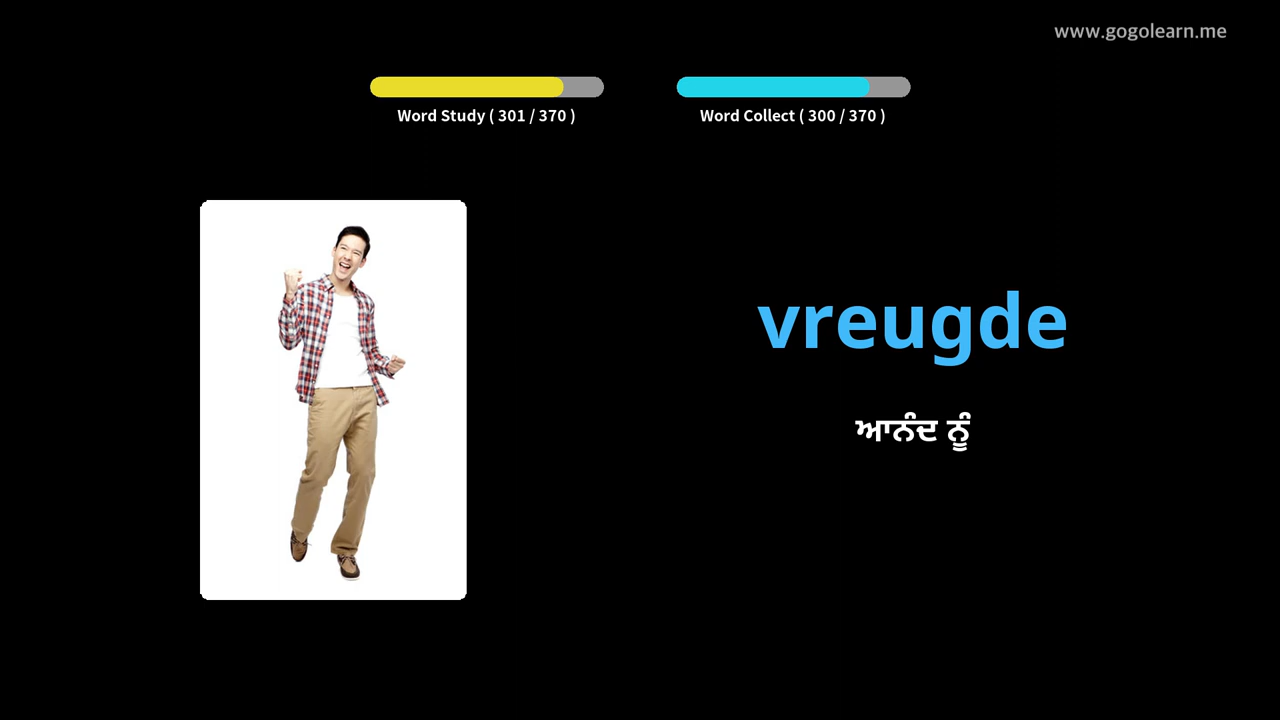 www.gogolearn.me
Word Study ( 301 / 370 )
Word Collect ( 300 / 370 )
vreugde
ਆਨੰਦ ਨੂੰ